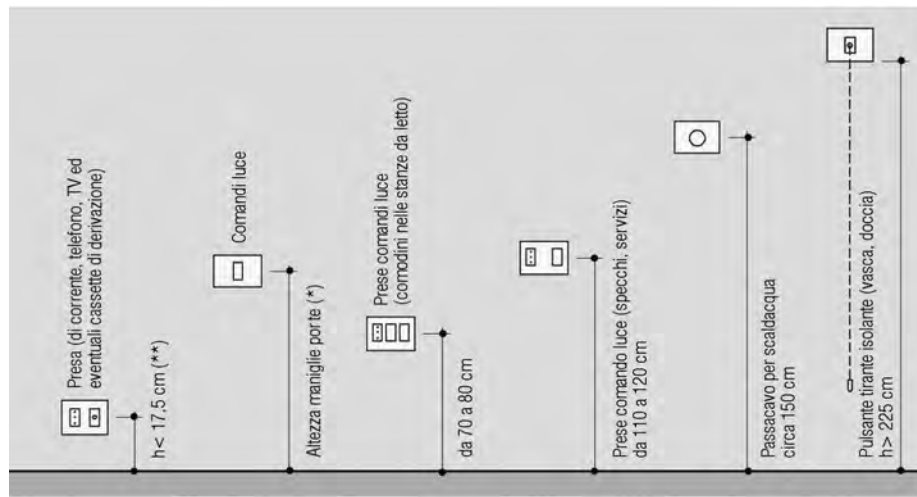 Presa (di corrente, telefono, TV ed
eventuali cassette di derivazione)
h< 17,5 cm (**)
Comandi luce
Altezza maniglie porte (*)
Prese comandi luce
(comodini nelle stanze da letto)
da 70 a 80 cm
Prese comando luce (specchi, servizi)
da 110 a 120 cm
Passacavo per scaldacqua
circa 150 cm
Pulsante tirante isolante (vasca, doccia)
h> 225 cm